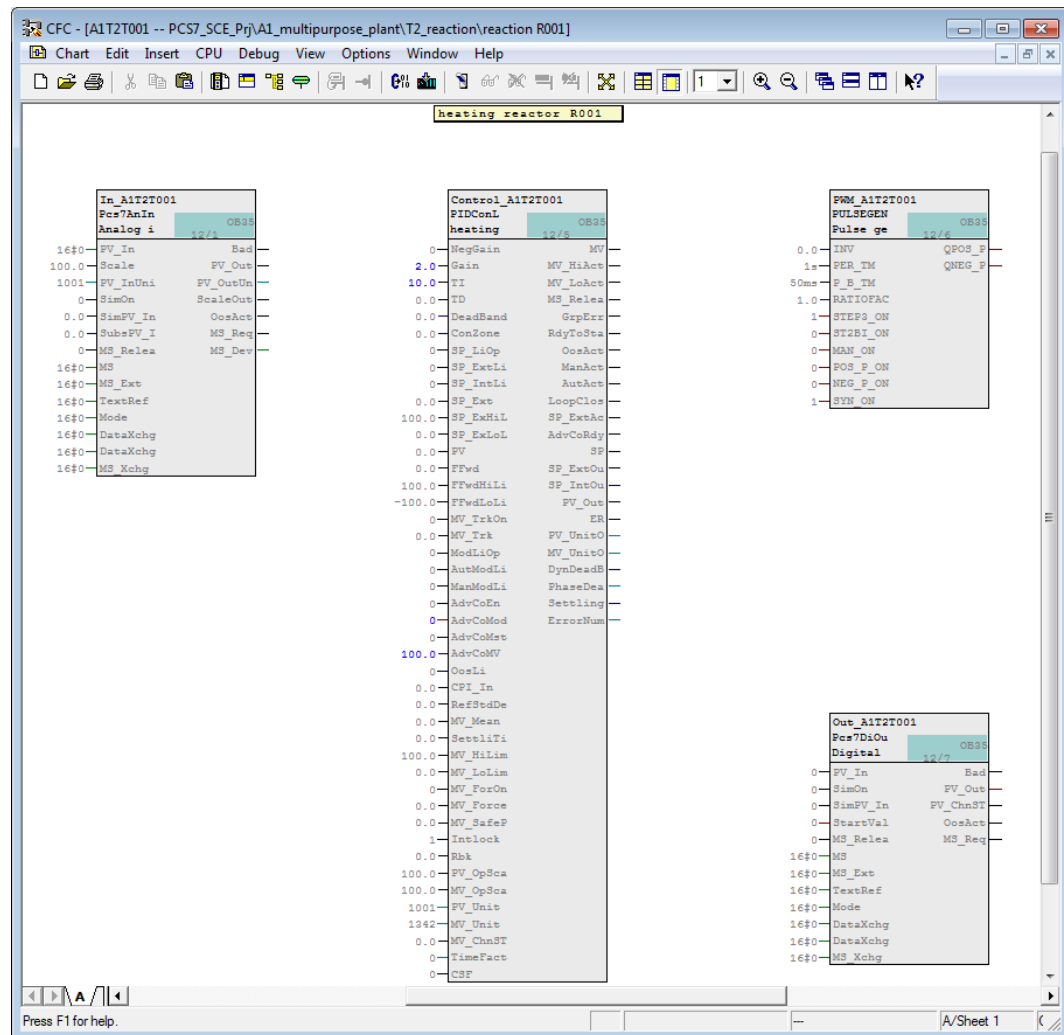 CFC - [A1T2T001 -- PCS7_SCE_Prj\A1_multipurpose_plant\T2_reaction\reaction R001]
Chart Edit Insert CPU Debug View Options Window Help
1
heating reactor R001
In_A1T2T001
Pcs7AnIn
Analog i OB35
12/1
16#0 PV_In Bad
100.0 Scale PV_Out
1001 PV_InUni PV_OutUn
0 SimOn ScaleOut
0.0 SimPV_In OosAct
0.0 SubsPV_I MS_Req
0 MS_Relea MS_Dev
16#0 MS
16#0 MS_Ext
16#0 TextRef
16#0 Mode
16#0 DataXchg
16#0 DataXchg
16#0 MS_Xchg
Control_A1T2T001
PIDConL
heating OB35
12/5
0 NegGain MV
2.0 Gain MV_HiAct
10.0 TI MV_LoAct
0.0 TD MS_Relea
0.0 DeadBand GrpErr
0.0 ConZone RdyToSta
0 SP_LiOp OosAct
0 SP_ExtLi ManAct
0 SP_IntLi AutAct
0.0 SP_Ext LoopClos
100.0 SP_ExHiL SP_ExtAc
0.0 SP_ExLoL AdvCoRdy
0.0 PV SP
0.0 FFwd SP_ExtOu
100.0 FFwdHiLi SP_IntOu
-100.0 FFwdLoLi PV_Out
0 MV_TrkOn ER
0.0 MV_Trk PV_UnitO
0 ModLiOp MV_UnitO
0 AutModLi DynDeadB
0 ManModLi PhaseDea
0 AdvCoEn Settling
0 AdvCoMod ErrorNum
0 AdvCoMst
100.0 AdvCoMV
0 OosLi
0.0 CPI_In
0.0 RefStdDe
0.0 MV_Mean
0.0 SettliTi
100.0 MV_HiLim
0.0 MV_LoLim
0 MV_ForOn
0.0 MV_Force
0.0 MV_SafeP
1 Intlock
0.0 Rbk
100.0 PV_OpSca
100.0 MV_OpSca
1001 PV_Unit
1342 MV_Unit
0.0 MV_ChnST
0 TimeFact
0 CSF
PWM_A1T2T001
PULSEGEN
Pulse ge OB35
12/6
0.0 INV QPOS_P
1s PER_TM QNEG_P
50ms P_B_TM
1.0 RATIOFAC
1 STEP3_ON
0 ST2BI_ON
0 MAN_ON
0 POS_P_ON
0 NEG_P_ON
1 SYN_ON
Out_A1T2T001
Pcs7DiOu
Digital OB35
12/7
0 PV_In Bad
0 SimOn PV_Out
0 SimPV_In PV_ChnST
0 StartVal OosAct
0 MS_Relea MS_Req
16#0 MS
16#0 MS_Ext
16#0 TextRef
16#0 Mode
16#0 DataXchg
16#0 DataXchg
16#0 MS_Xchg
A
Press F1 for help. --- A/Sheet 1